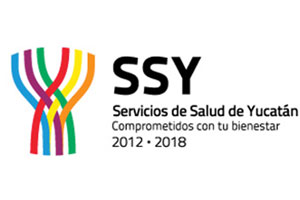 SSY
Servicios de Salud de Yucatán
Comprometidos con tu bienestar
2012 • 2018